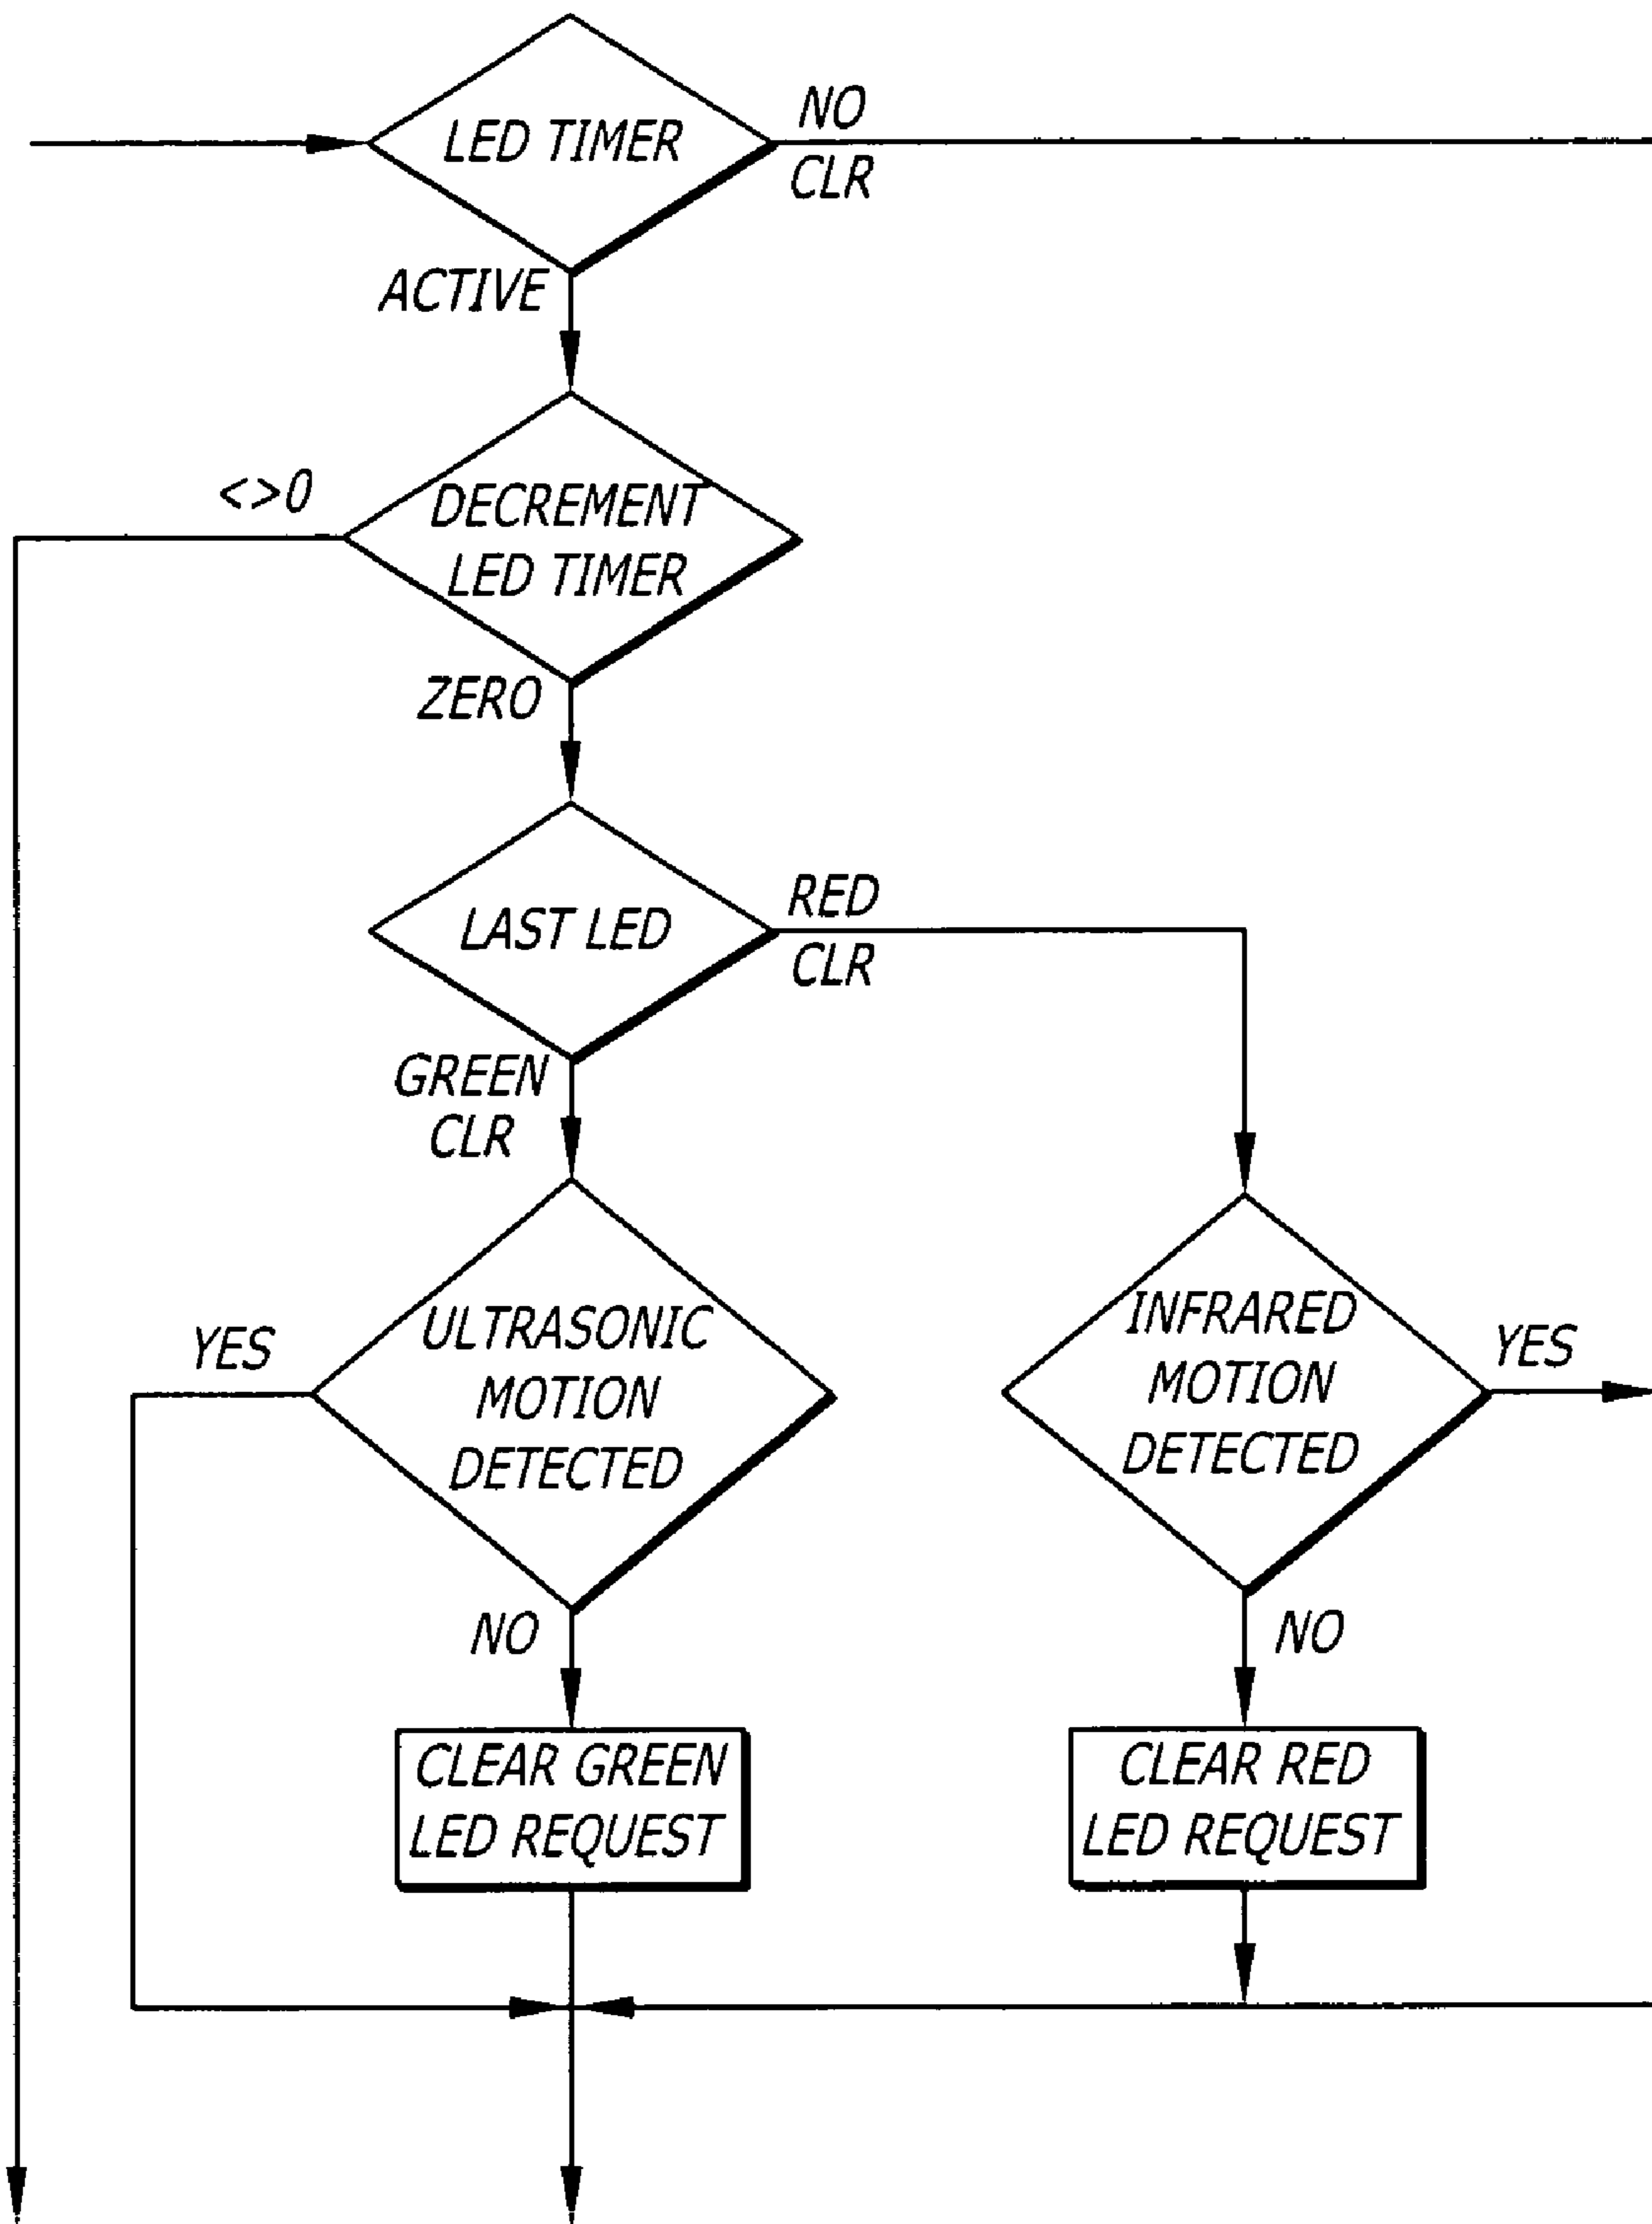 LED TIMER
NO
CLR
ACTIVE
<>0
DECREMENT
LED TIMER
ZERO
LAST LED
RED
CLR
GREEN
CLR
YES
ULTRASONIC
MOTION
DETECTED
INFRARED
MOTION
DETECTED
YES
NO
NO
CLEAR GREEN
LED REQUEST
CLEAR RED
LED REQUEST